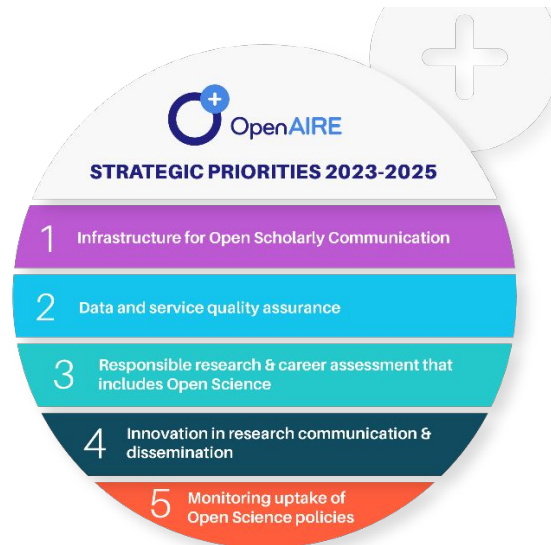 OpenAIRE
STRATEGIC PRIORITIES 2023-2025
1 Infrastructure for Open Scholarly Communication
2 Data and service quality assurance
3 Responsible research & career assessment that
includes Open Science
4 Innovation in research communication &
dissemination
5 Monitoring uptake of
Open Science policies